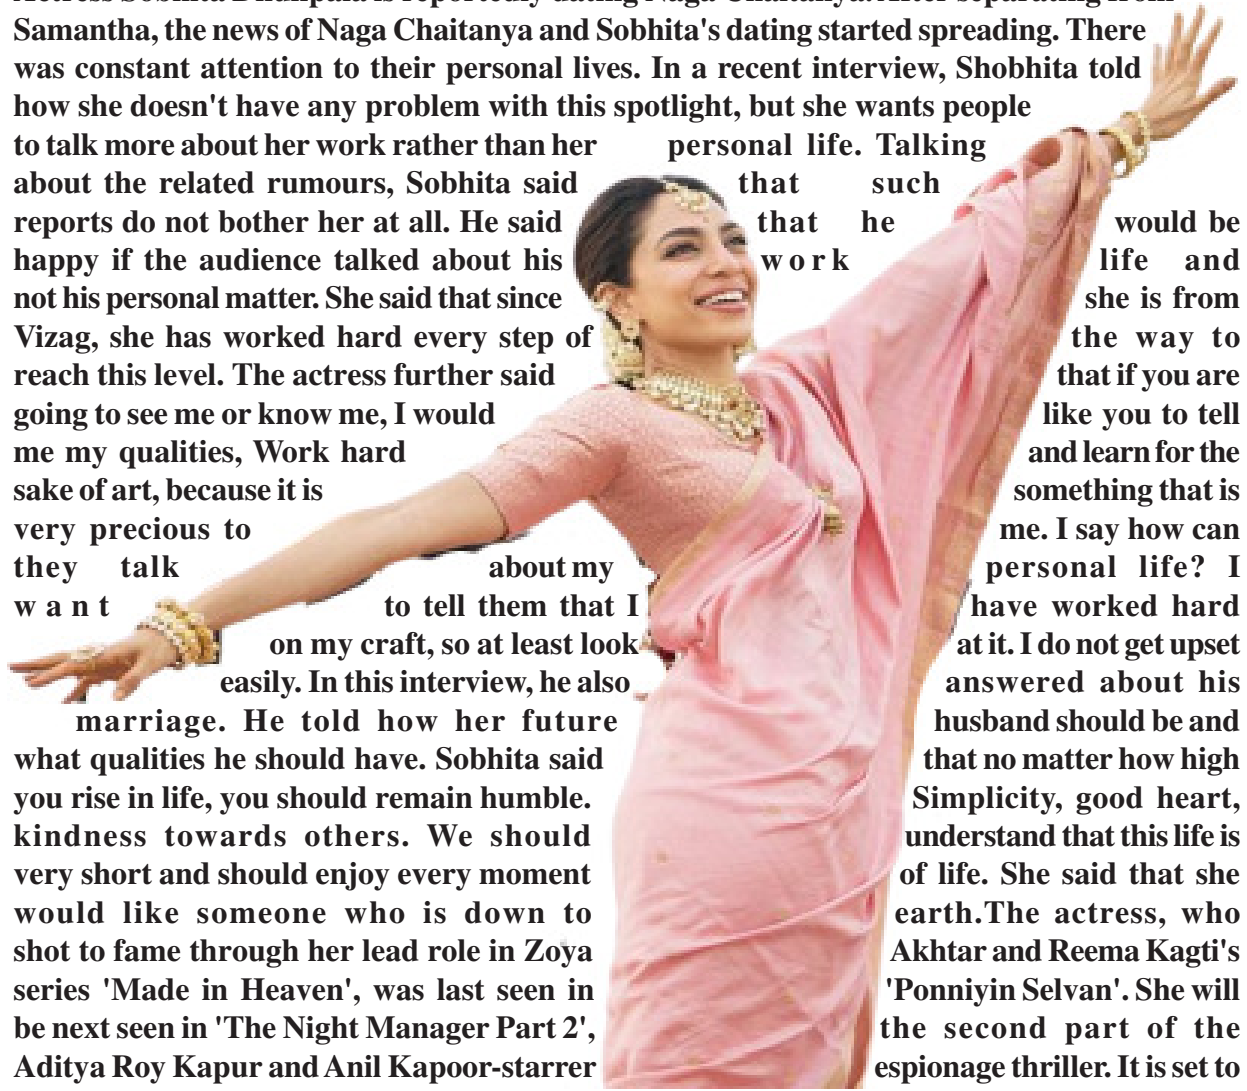 Actress Sobhita Dhulipala is reportedly dating Naga Chaitanya. After separating from
Samantha, the news of Naga Chaitanya and Sobhita's dating started spreading. There
was constant attention to their personal lives. In a recent interview, Shobhita told
how she doesn't have any problem with this spotlight, but she wants people
to talk more about her work rather than her personal life. Talking
about the related rumours, Sobhita said that such
reports do not bother her at all. He said that he would be
happy if the audience talked about his work life and
not his personal matter. She said that since she is from
Vizag, she has worked hard every step of the way to
reach this level. The actress further said that if you are
going to see me or know me, I would like you to tell
me my qualities, Work hard and learn for the
sake of art, because it is something that is
very precious to me. I say how can
they talk about my personal life? I
want to tell them that I have worked hard
on my craft, so at least look at it. I do not get upset
easily. In this interview, he also answered about his
marriage. He told how her future husband should be and
what qualities he should have. Sobhita said that no matter how high
you rise in life, you should remain humble. Simplicity, good heart,
kindness towards others. We should understand that this life is
very short and should enjoy every moment of life. She said that she
would like someone who is down to earth.The actress, who
shot to fame through her lead role in Zoya Akhtar and Reema Kagti's
series 'Made in Heaven', was last seen in 'Ponniyin Selvan'. She will
be next seen in 'The Night Manager Part 2', the second part of the
Aditya Roy Kapur and Anil Kapoor-starrer espionage thriller. It is set to